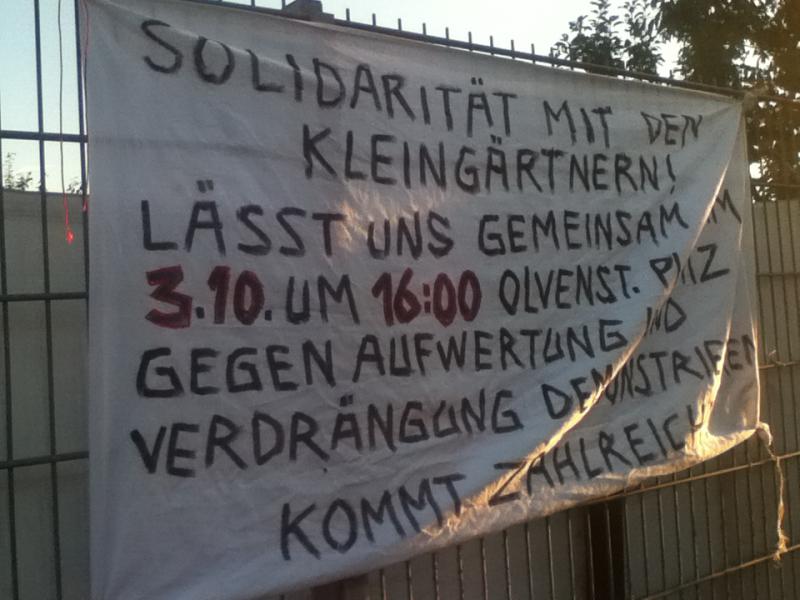 SOLIDARITÄT MIT DEN
KLEINGÄRTNERN!
LÄSST UNS GEMEINSAM AM
3.10. UM 16:00 OLVENST. PLATZ
GEGEN AUFWERTUNG UND
VERDRÄNGUNG DEMONSTRIEREN
KOMMT ZAHLREICH